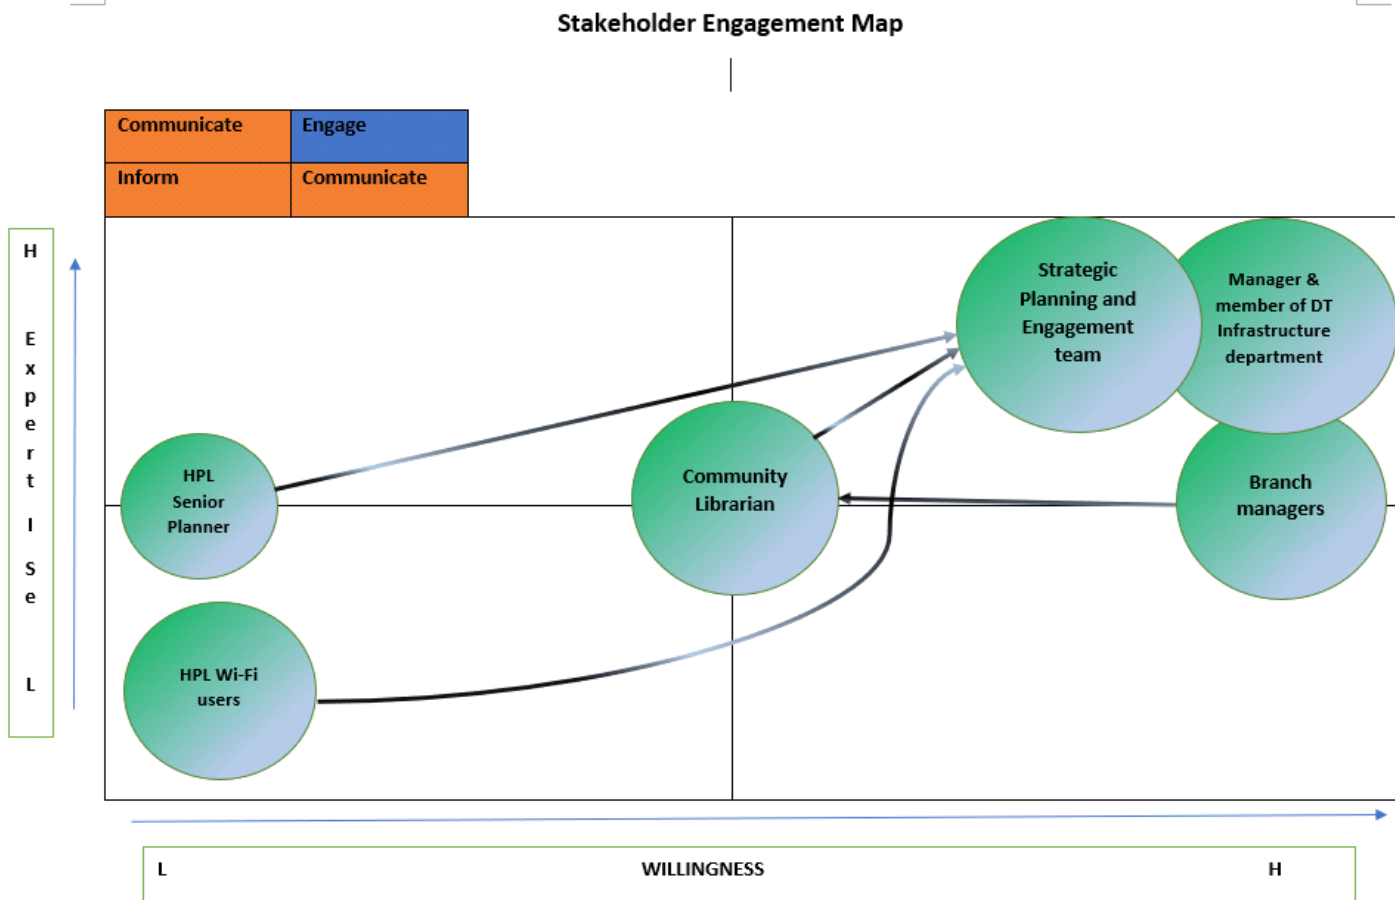 Stakeholder Engagement Map
Communicate
Engage
Inform
Communicate
H
E
x
p
e
r
t
I
S
e
L
Strategic
Planning and
Engagement
team
Manager &
member of DT
Infrastructure
department
HPL
Senior
Planner
Community
Librarian
Branch
managers
HPL Wi-Fi
users
L
WILLINGNESS
H